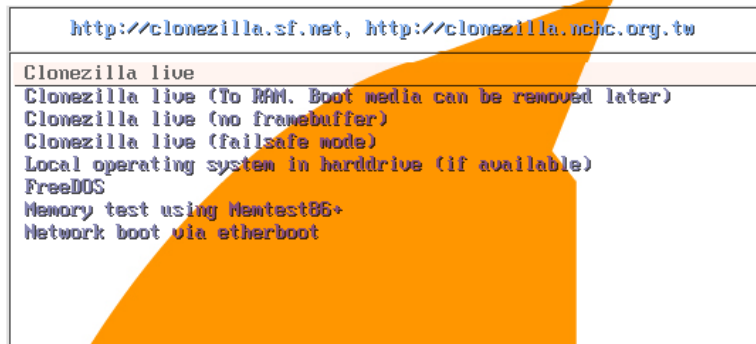 http://clonezilla.sf.net, http://clonezilla.nchc.org.tw
Clonezilla live
Clonezilla live (To RAM. Boot media can be removed later)
Clonezilla live (no framebuffer)
Clonezilla live (failsafe mode)
Local operating system in harddrive (if available)
FreeDOS
Memory test using Memtest86+
Network boot via etherboot